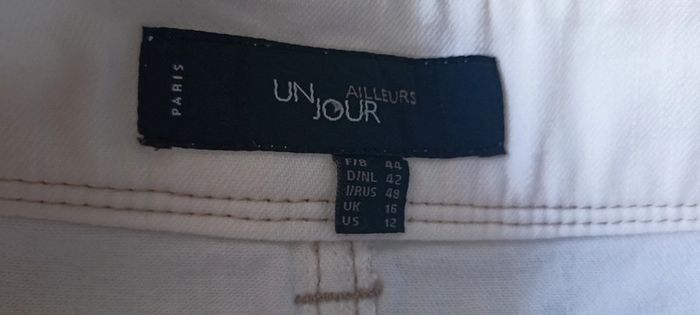 PARIS
UN JOUR AILLEURS
F/B 44
D/NL 42
I/RUS 48
UK 16
US 12